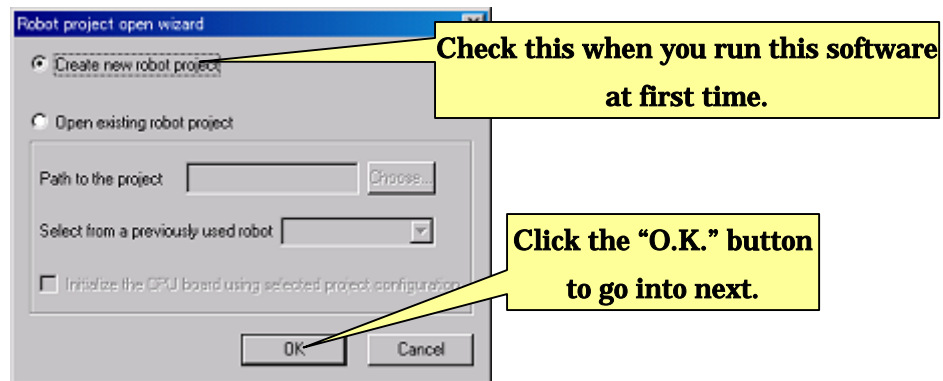 Robot project open wizard
Check this when you run this software
at first time.
Create new robot project
Open existing robot project
Path to the project
Choose...
Select from a previously used robot
Initialize the CPU board using selected project configuration
Click the “O.K.” button
to go into next.
OK
Cancel